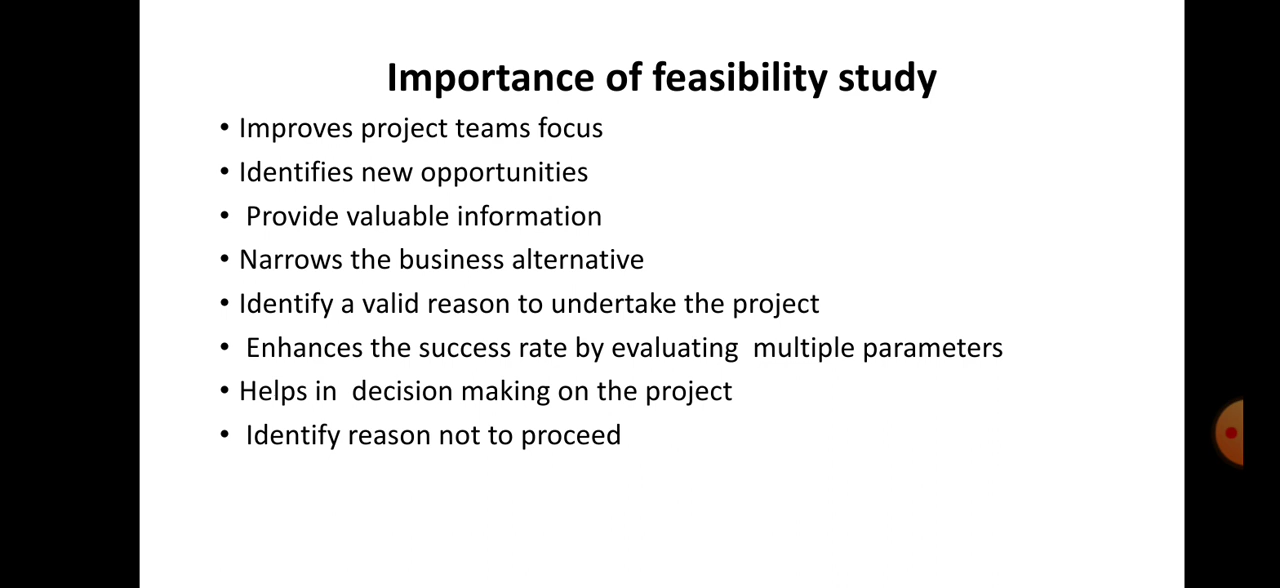 Importance of feasibility study
• Improves project teams focus
• Identifies new opportunities
• Provide valuable information
• Narrows the business alternative
• Identify a valid reason to undertake the project
• Enhances the success rate by evaluating  multiple parameters
• Helps in  decision making on the project
• Identify reason not to proceed